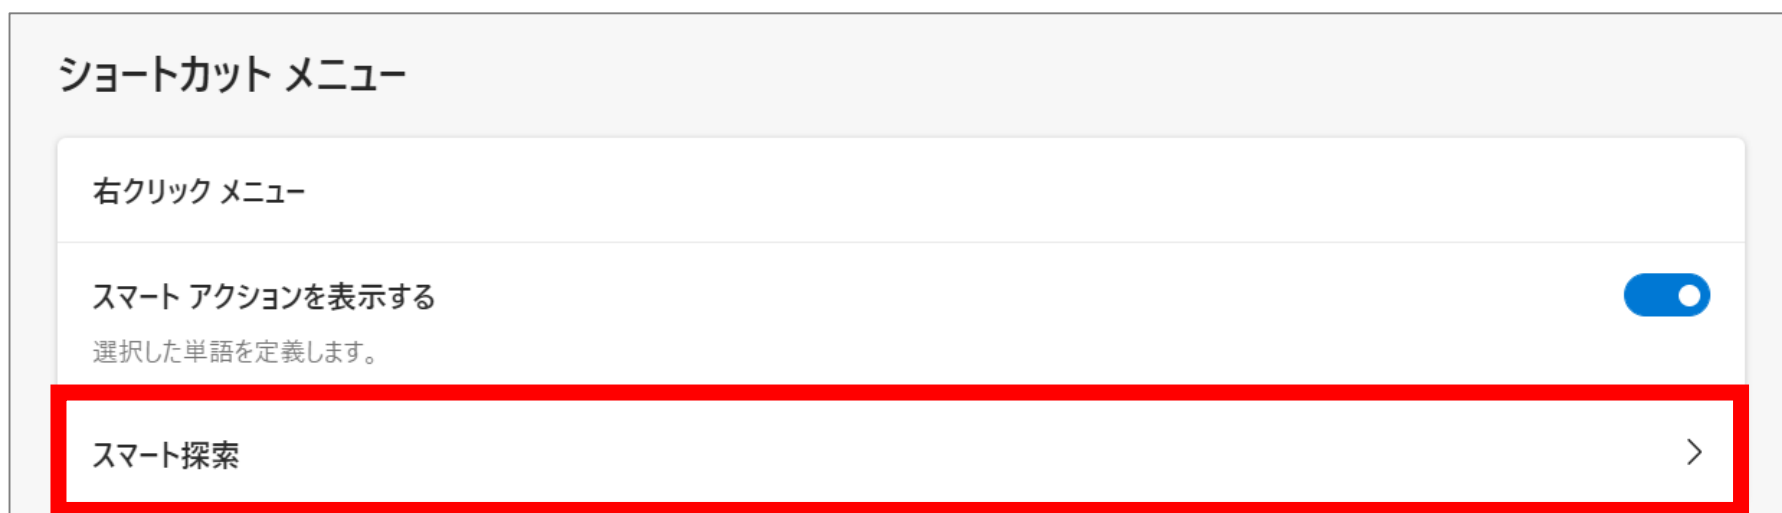 ショートカット メニュー
右クリック メニュー
スマート アクションを表示する
選択した単語を定義します。
スマート探索